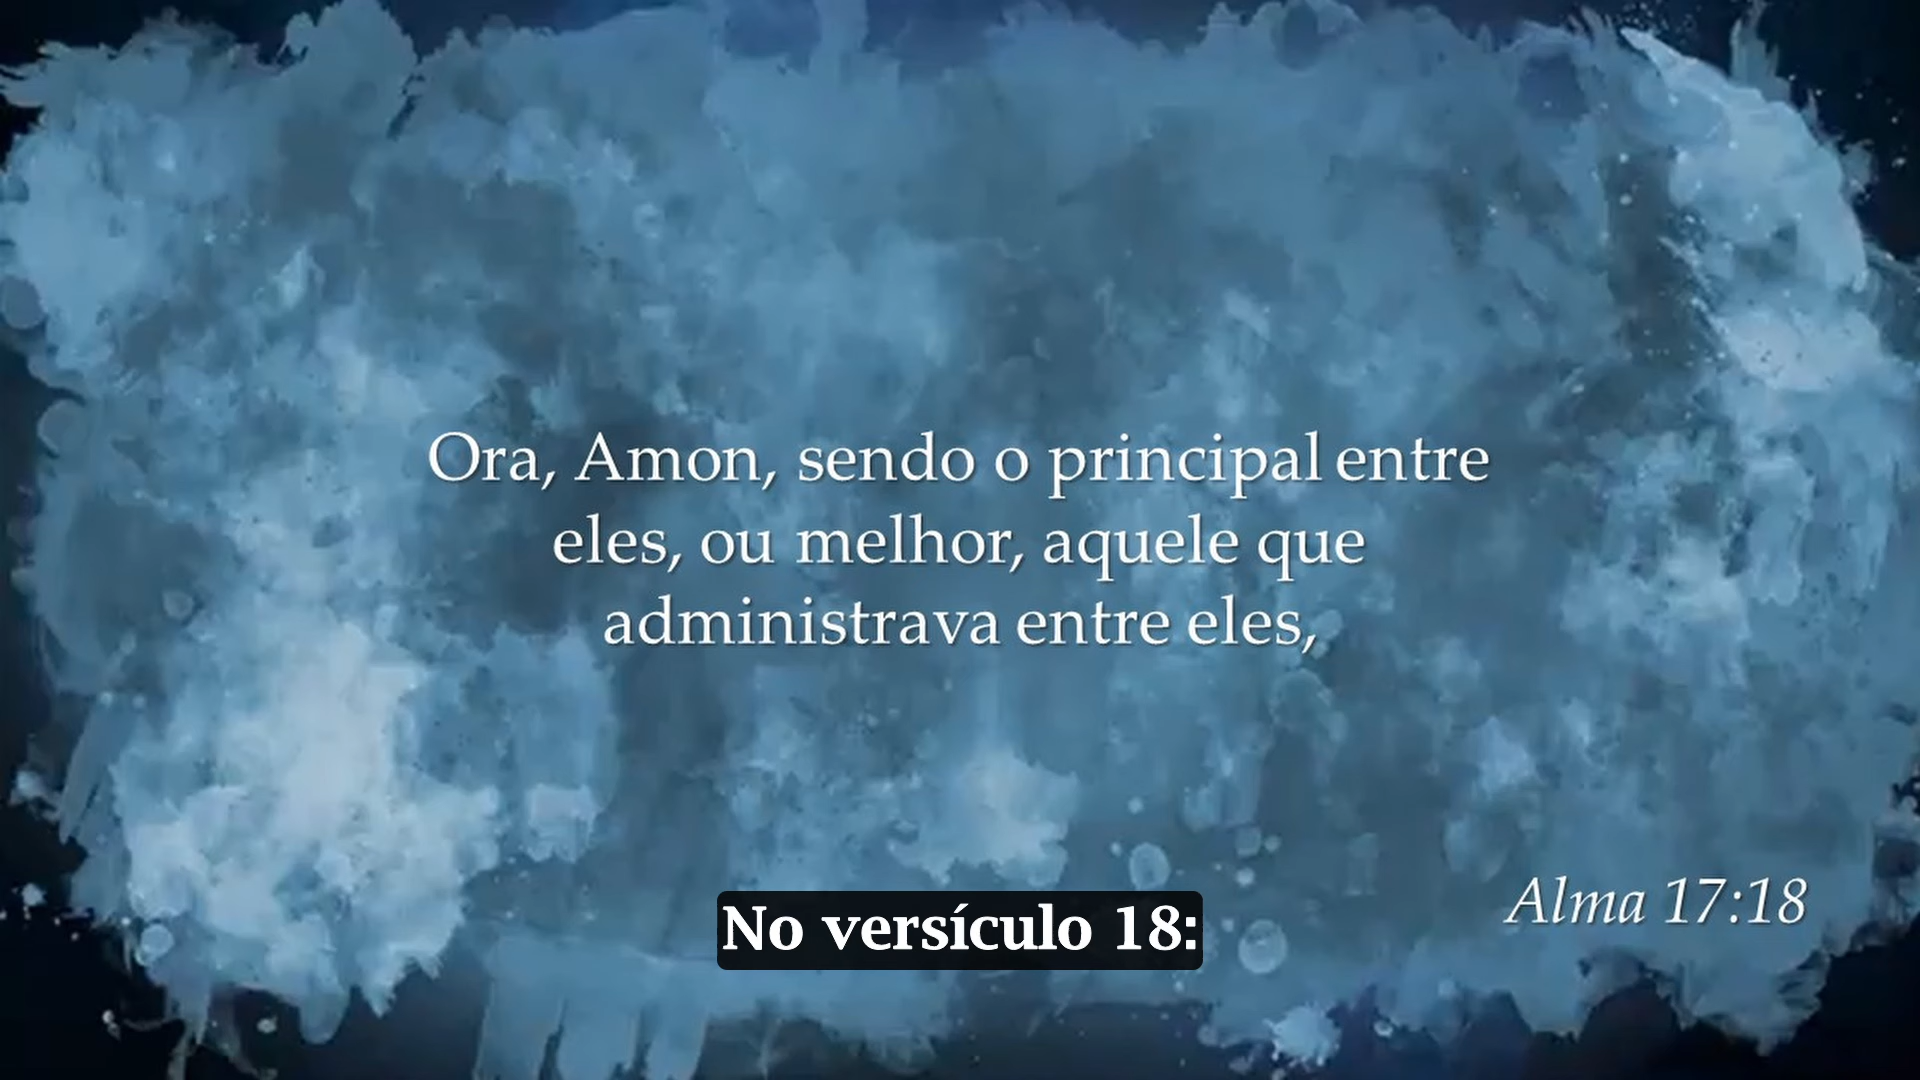 Ora, Amon, sendo o principal entre
eles, ou melhor, aquele que
administrava entre eles,
Alma 17:18
No versículo 18: